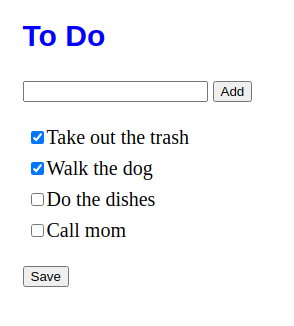 To Do
Add
Take out the trash
Walk the dog
Do the dishes
Call mom
Save